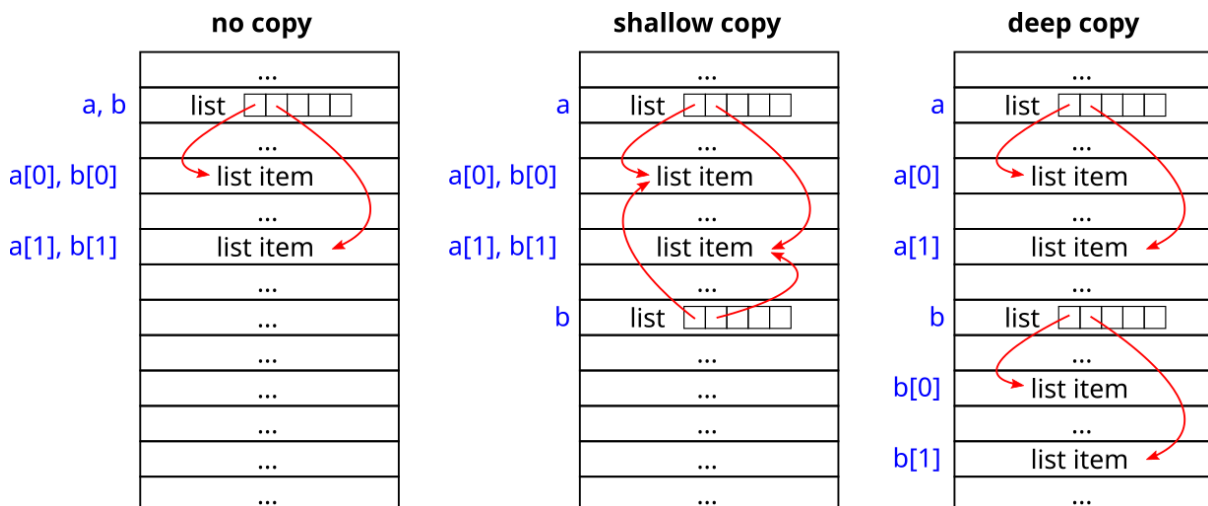 no copy
...
a, b list
...
a[0], b[0] list item
...
a[1], b[1] list item
...
...
...
...
...
...
...
shallow copy
...
a list
...
a[0], b[0] list item
...
a[1], b[1] list item
...
b list
...
...
...
...
...
deep copy
...
a list
...
a[0] list item
...
a[1] list item
...
b list
...
b[0] list item
...
b[1] list item
...